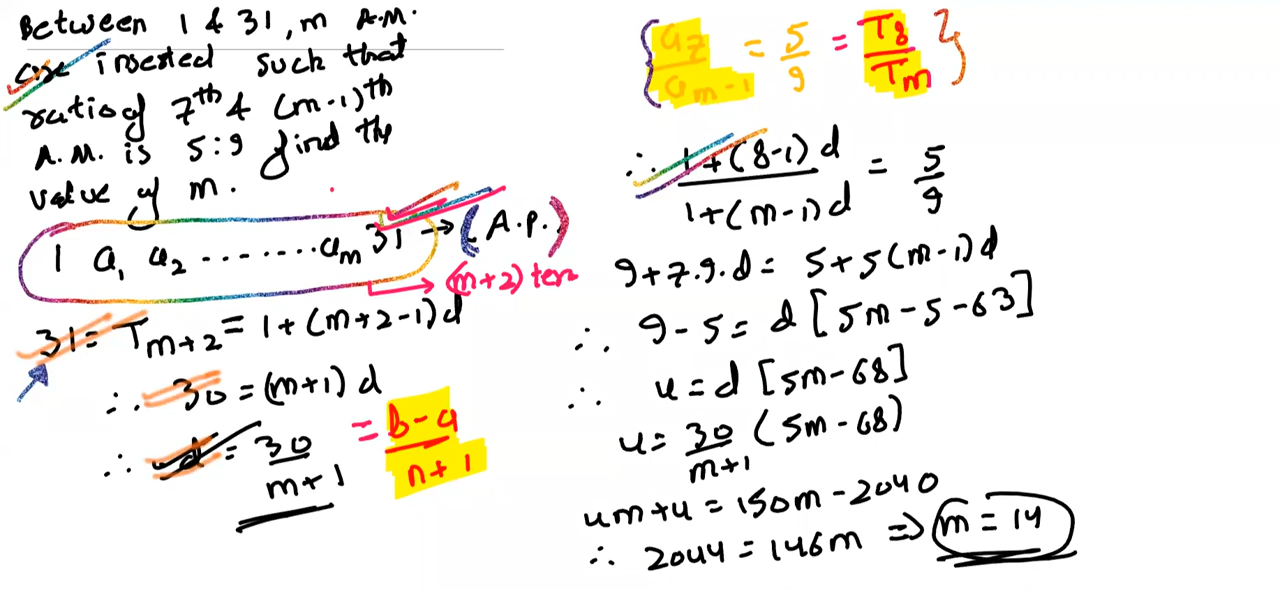 Between 1 & 31, m A.M.
are inserted such that
ratio of 7th & (m-1)th
A.M. is 5:9 find the
value of m.
1 a₁ a₂ ........ am 31 → (A.P.)
→ (m+2) term
31 = Tm+2 = 1+(m+2-1)d
∴ 30 = (m+1) d
∴ d = 30/m+1 = b-a/n+1
{ a7/am-1 = 5/9 = T8/Tm }
∴ 1+(8-1)d / 1+(m-1)d = 5/9
9+7.9.d = 5+5(m-1)d
∴ 9-5 = d[5m-5-63]
∴ 4 = d[5m-68]
4 = 30/m+1 (5m-68)
4m+4 = 150m-2040
∴ 2044 = 146m ⇒ m = 14